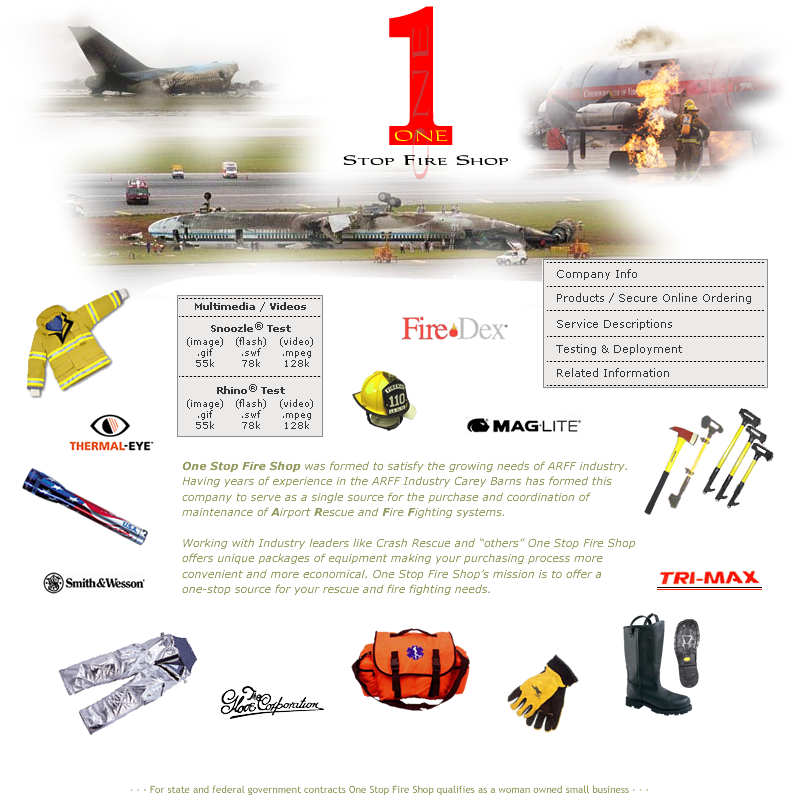 1
ONE
ONE
STOP FIRE SHOP
Company Info
Products / Secure Online Ordering
Service Descriptions
Testing & Deployment
Related Information
Multimedia / Videos
Snoozle® Test
(image) (flash) (video)
.gif .swf .mpeg
55k 78k 128k
Rhino® Test
(image) (flash) (video)
.gif .swf .mpeg
55k 78k 128k
Fire Dex
110
THERMAL-EYE
MAG-LITE®
One Stop Fire Shop was formed to satisfy the growing needs of ARFF industry.
Having years of experience in the ARFF Industry Carey Barns has formed this
company to serve as a single source for the purchase and coordination of
maintenance of Airport Rescue and Fire Fighting systems.
Working with Industry leaders like Crash Rescue and “others” One Stop Fire Shop
offers unique packages of equipment making your purchasing process more
convenient and more economical. One Stop Fire Shop’s mission is to offer a
one-stop source for your rescue and fire fighting needs.
USA
Smith & Wesson
TRI-MAX
The Glove Corporation
- - - For state and federal government contracts One Stop Fire Shop qualifies as a woman owned small business - - -